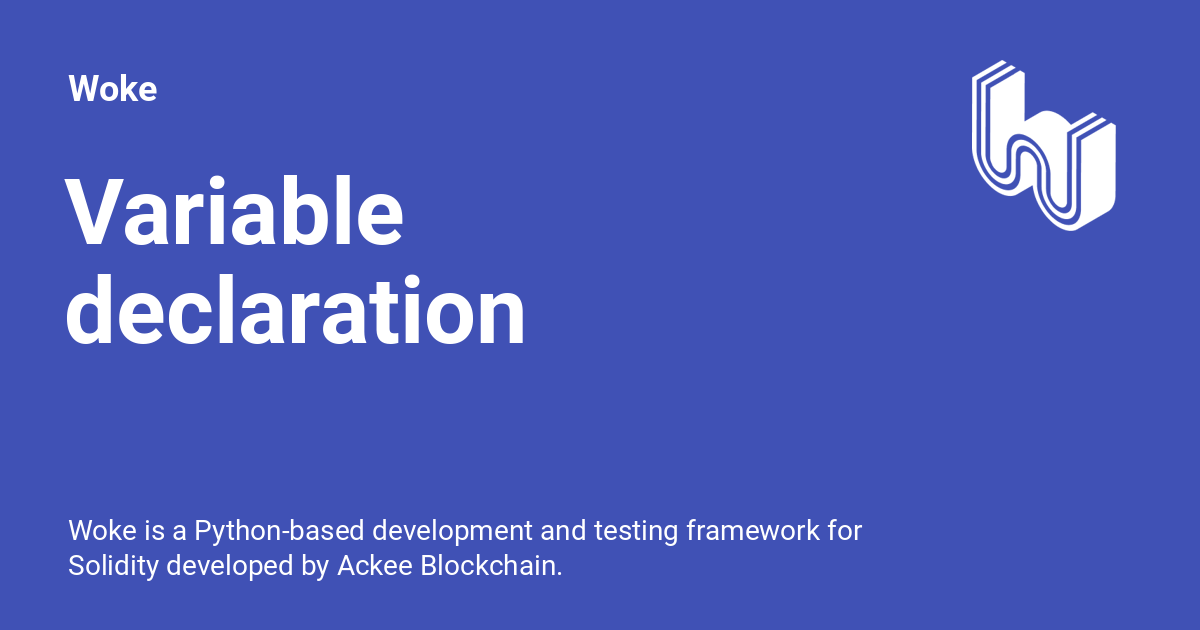 Woke
Variable
declaration
Woke is a Python-based development and testing framework for
Solidity developed by Ackee Blockchain.